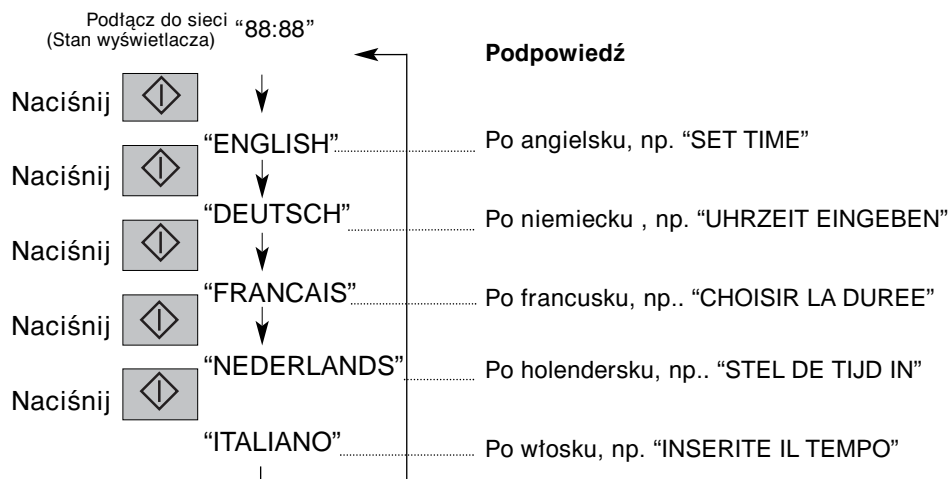 Podłącz do sieci
(Stan wyświetlacza) “88:88”
Podpowiedź
Naciśnij
“ENGLISH” Po angielsku, np. “SET TIME”
Naciśnij
“DEUTSCH” Po niemiecku , np. “UHRZEIT EINGEBEN”
Naciśnij
“FRANCAIS” Po francusku, np.. “CHOISIR LA DUREE”
Naciśnij
“NEDERLANDS” Po holendersku, np.. “STEL DE TIJD IN”
Naciśnij
“ITALIANO” Po włosku, np. “INSERITE IL TEMPO”